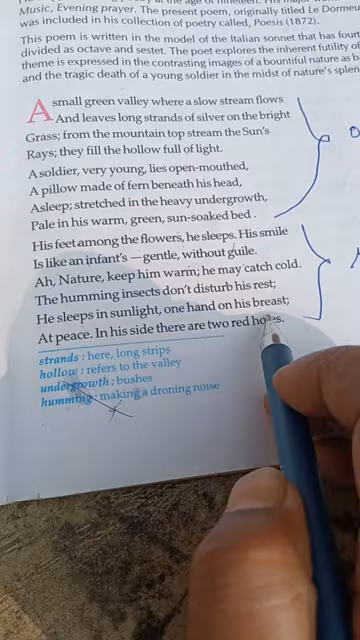 Music, Evening prayer. The present poem, originally titled Le Dormeu
was included in his collection of poetry called, Poesis (1872).
This poem is written in the model of the Italian sonnet that has four
divided as octave and sestet. The poet explores the inherent futility of
theme is expressed in the contrasting images of a bountiful nature as b
and the tragic death of a young soldier in the midst of nature's splen
A small green valley where a slow stream flows
And leaves long strands of silver on the bright
Grass; from the mountain top stream the Sun's
Rays; they fill the hollow full of light.
A soldier, very young, lies open-mouthed,
A pillow made of fern beneath his head,
Asleep; stretched in the heavy undergrowth,
Pale in his warm, green, sun-soaked bed.
His feet among the flowers, he sleeps. His smile
Is like an infant's – gentle, without guile.
Ah, Nature, keep him warm; he may catch cold.
The humming insects don't disturb his rest;
He sleeps in sunlight, one hand on his breast;
At peace. In his side there are two red holes.
strands : here, long strips
hollow : refers to the valley
undergrowth : bushes
humming : making a droning noise